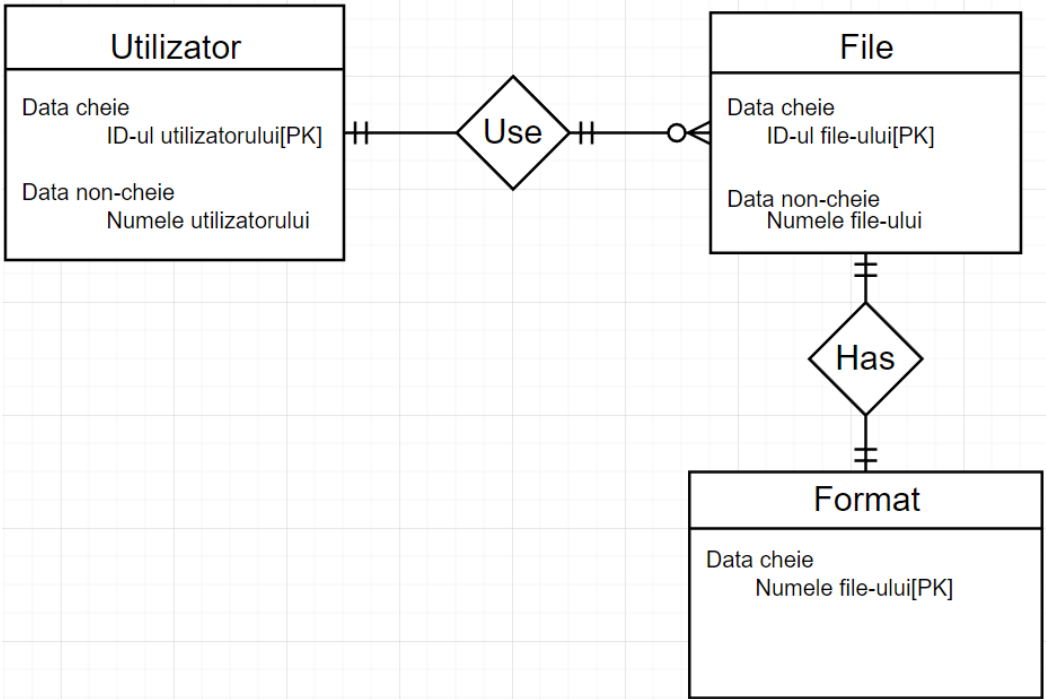 Utilizator
Data cheie
ID-ul utilizatorului[PK]
Data non-cheie
Numele utilizatorului
Use
File
Data cheie
ID-ul file-ului[PK]
Data non-cheie
Numele file-ului
Has
Format
Data cheie
Numele file-ului[PK]